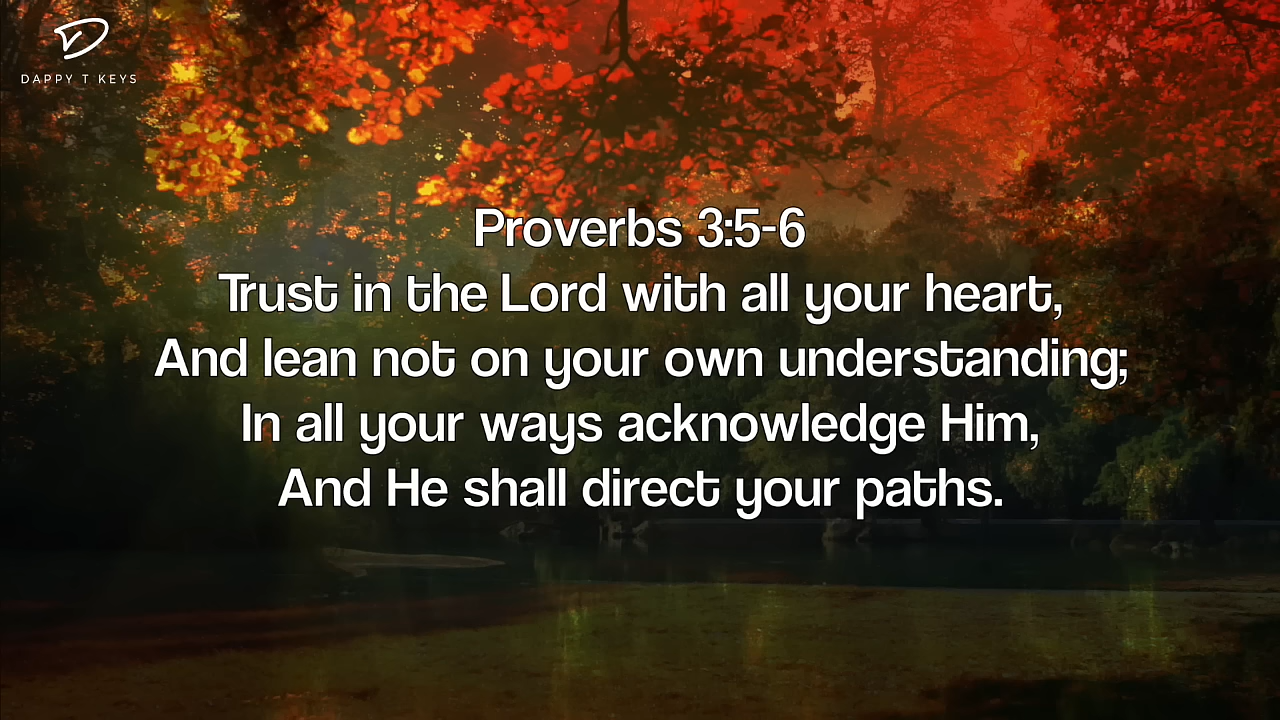 DAPPY T KEYS
Proverbs 3:5-6
Trust in the Lord with all your heart,
And lean not on your own understanding;
In all your ways acknowledge Him,
And He shall direct your paths.